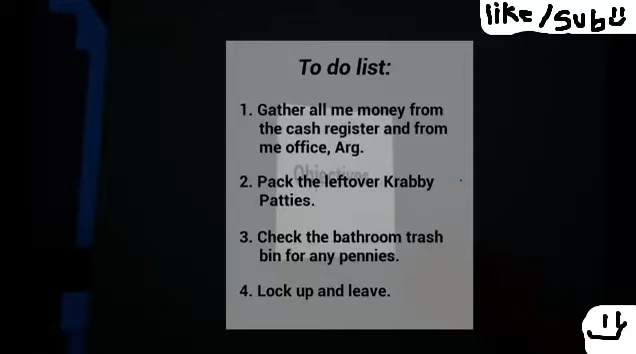 like/sub
To do list:
1. Gather all me money from
the cash register and from
me office, Arg.
Objectives
2. Pack the leftover Krabby
Patties.
3. Check the bathroom trash
bin for any pennies.
4. Lock up and leave.